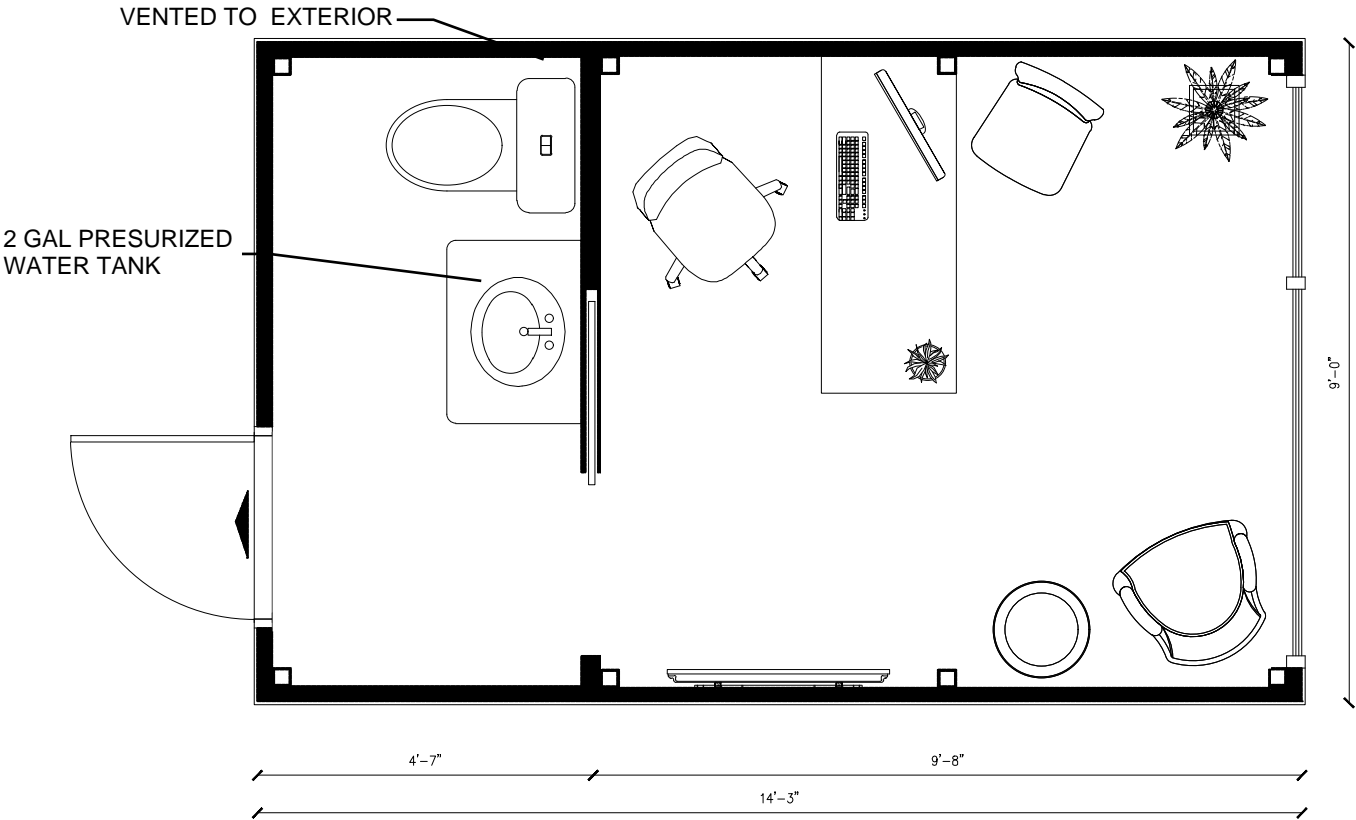 VENTED TO EXTERIOR
2 GAL PRESURIZED
WATER TANK
9'-0"
4'-7"
9'-8"
14'-3"